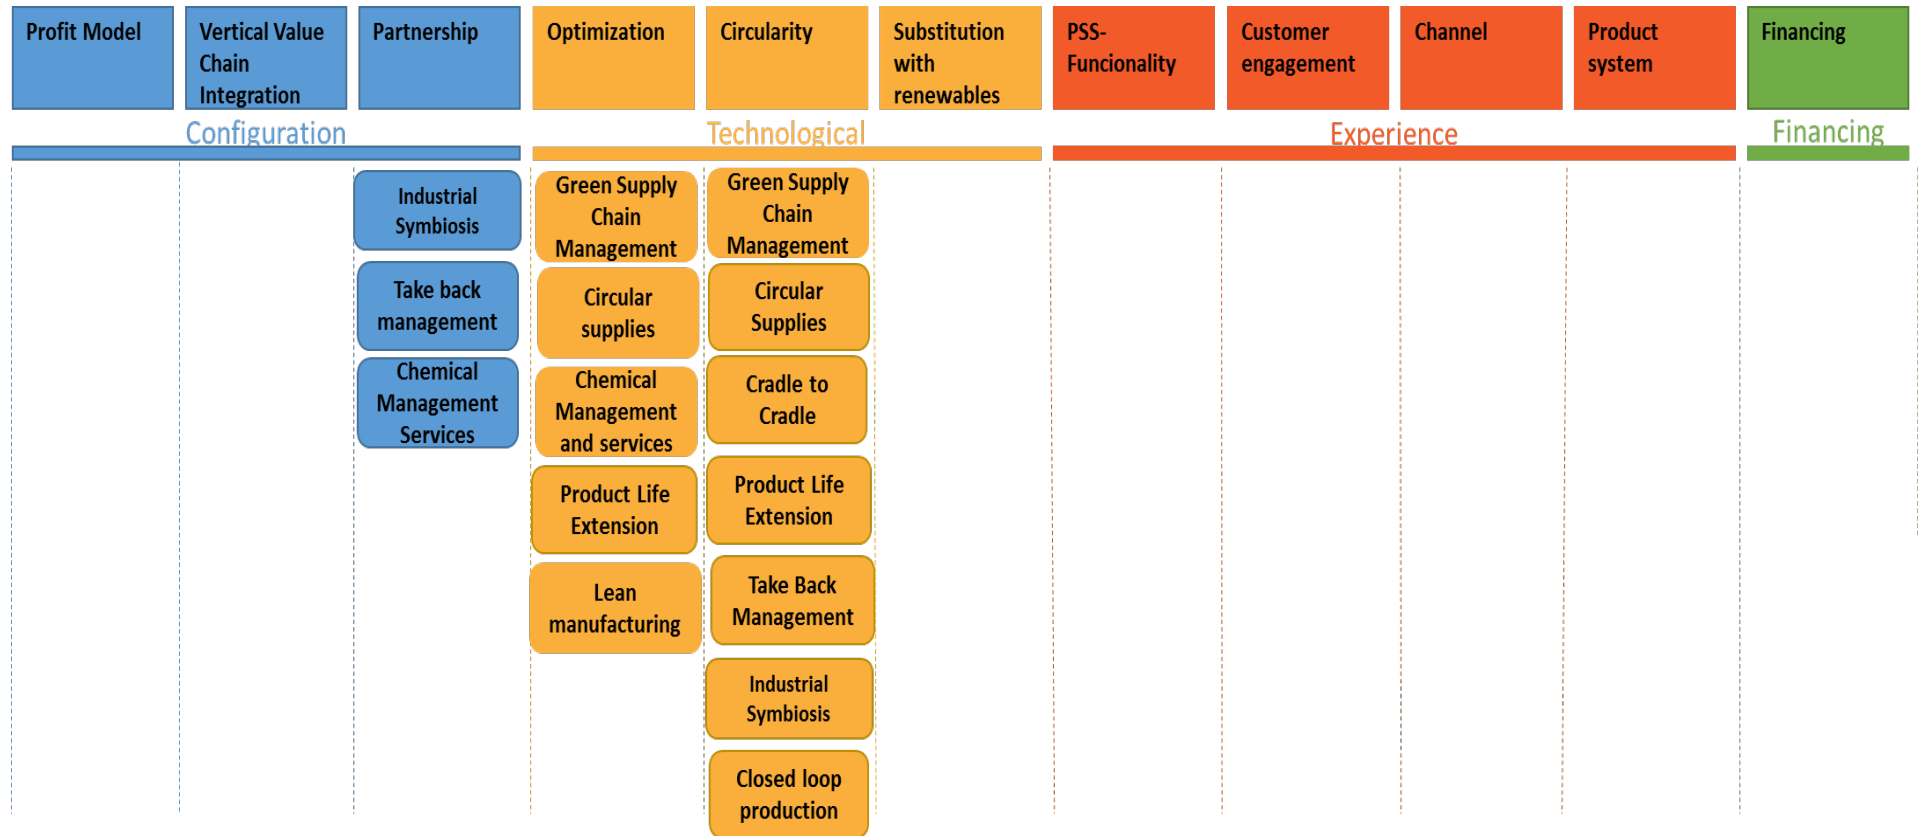 Profit Model
Vertical Value
Chain
Integration
Partnership
Optimization
Circularity
Substitution
with
renewables
PSS-
Funcionality
Customer
engagement
Channel
Product
system
Financing
Configuration
Technological
Experience
Financing
Industrial
Symbiosis
Take back
management
Chemical
Management
Services
Green Supply
Chain
Management
Circular
supplies
Chemical
Management
and services
Product Life
Extension
Lean
manufacturing
Green Supply
Chain
Management
Circular
Supplies
Cradle to
Cradle
Product Life
Extension
Take Back
Management
Industrial
Symbiosis
Closed loop
production